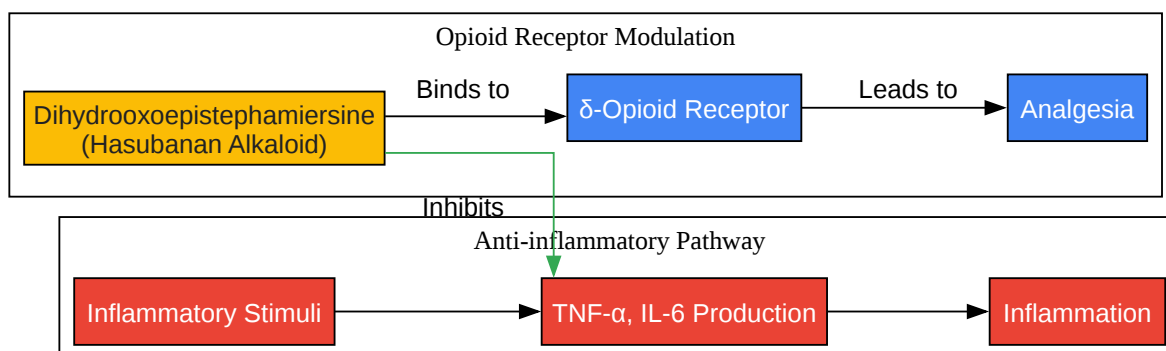 Opioid Receptor Modulation
Binds to
Leads to
Dihydrooxoepistephamiersine
(Hasubanan Alkaloid)
δ-Opioid Receptor
Analgesia
Inhibits
Anti-inflammatory Pathway
Inflammatory Stimuli
TNF-α, IL-6 Production
Inflammation